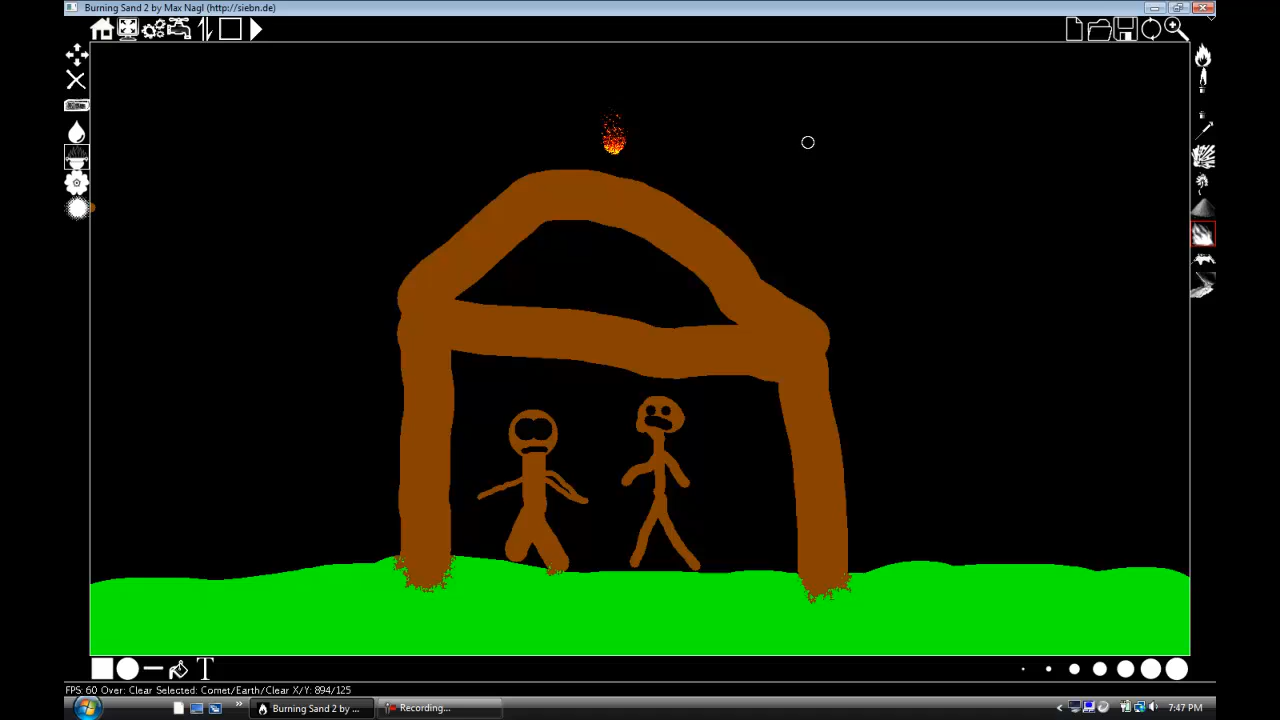 Burning Sand 2 by Max Nagl (http://siebn.de)
T
FPS: 60 Over: Clear Selected: Comet/Earth/Clear X/Y: 894/125
Burning Sand 2 by ...
Recording...
7:47 PM